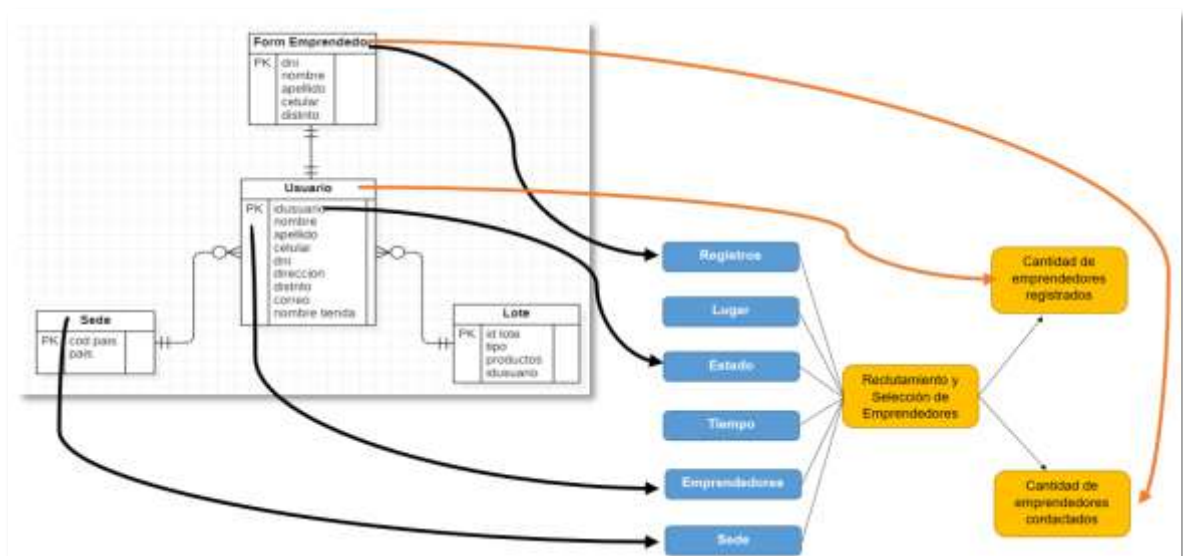 Form Emprendedor
PK dni
nombre
apellido
celular
distrito
Usuario
PK idusuario
nombre
apellido
celular
dni
direccion
distrito
correo
nombre tienda
Sede
PK cod pais
pais
Lote
PK id lote
tipo
productos
idusuario
Registros
Lugar
Estado
Tiempo
Emprendedores
Sede
Reclutamiento y
Selección de
Emprendedores
Cantidad de
emprendedores
registrados
Cantidad de
emprendedores
contactados